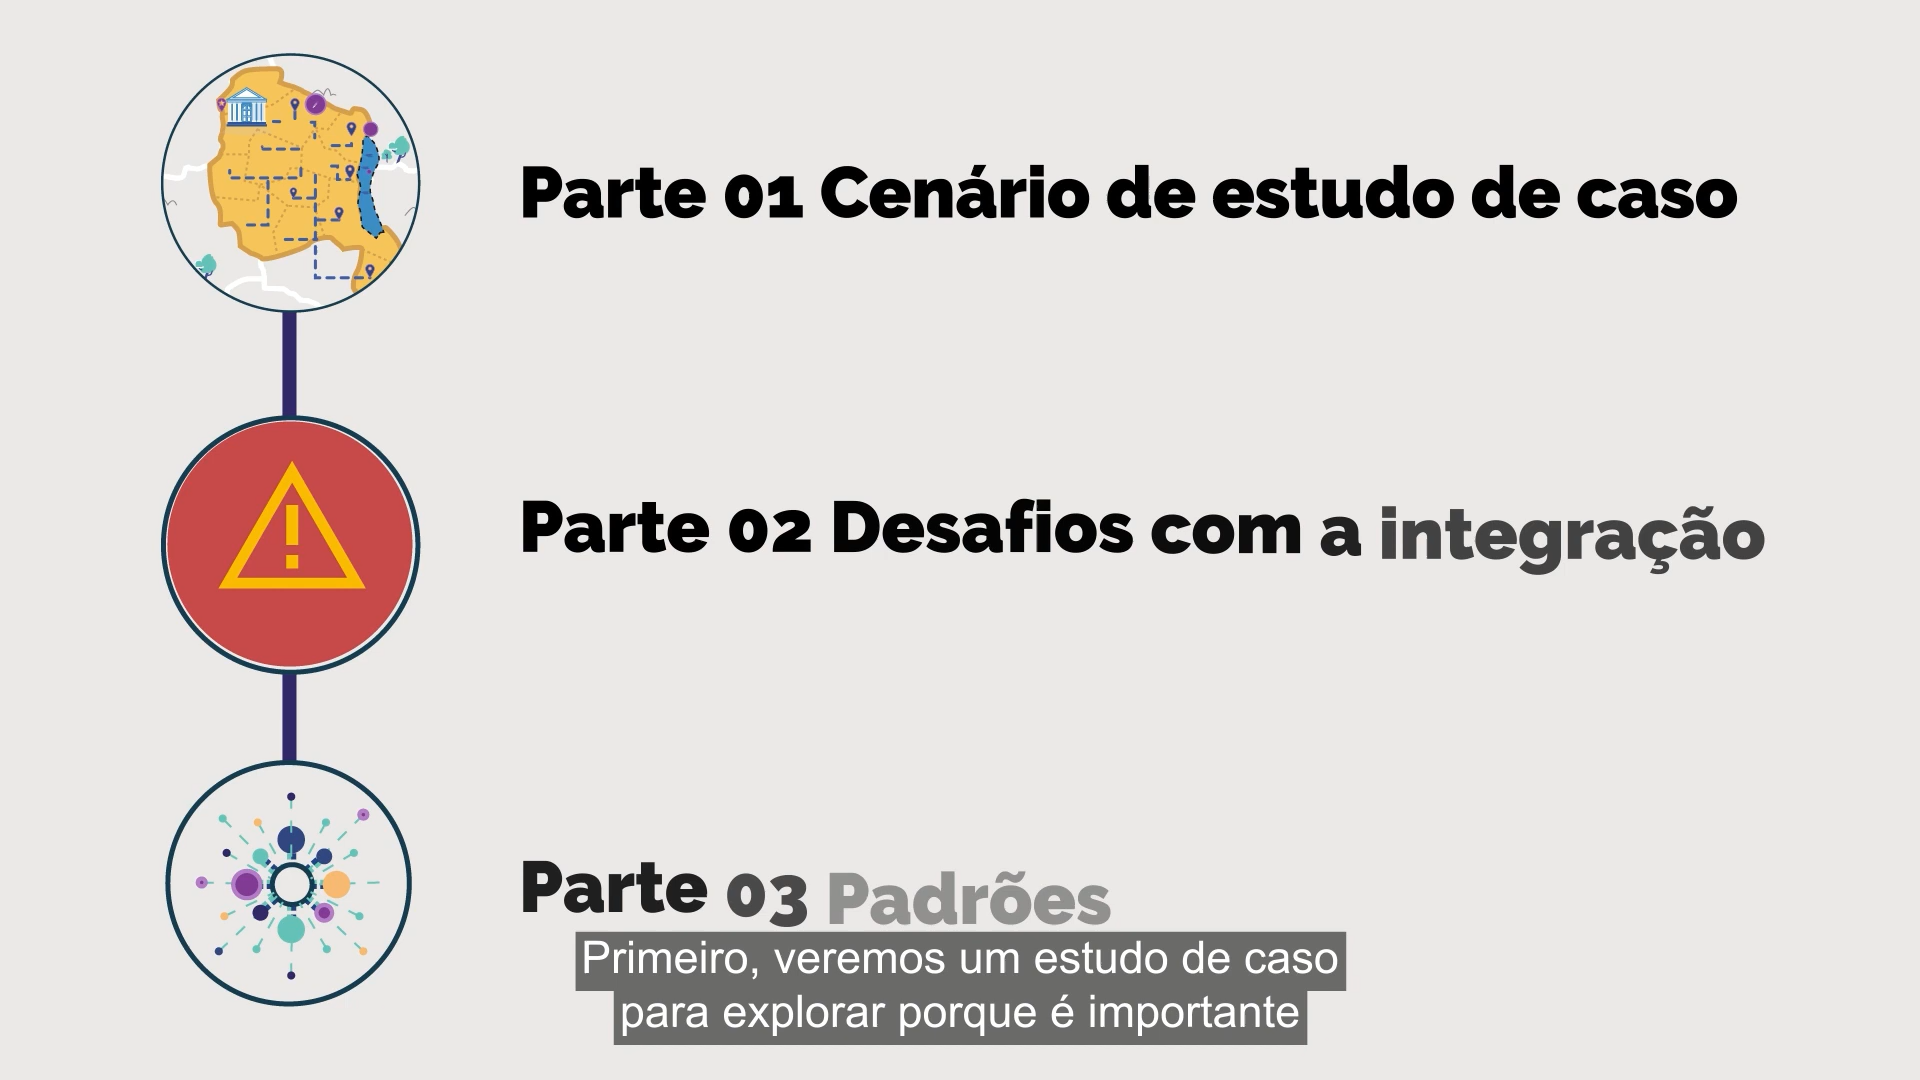 Parte 01 Cenário de estudo de caso
Parte 02 Desafios com a integração
Parte 03 Padrões
Primeiro, veremos um estudo de caso
para explorar porque é importante